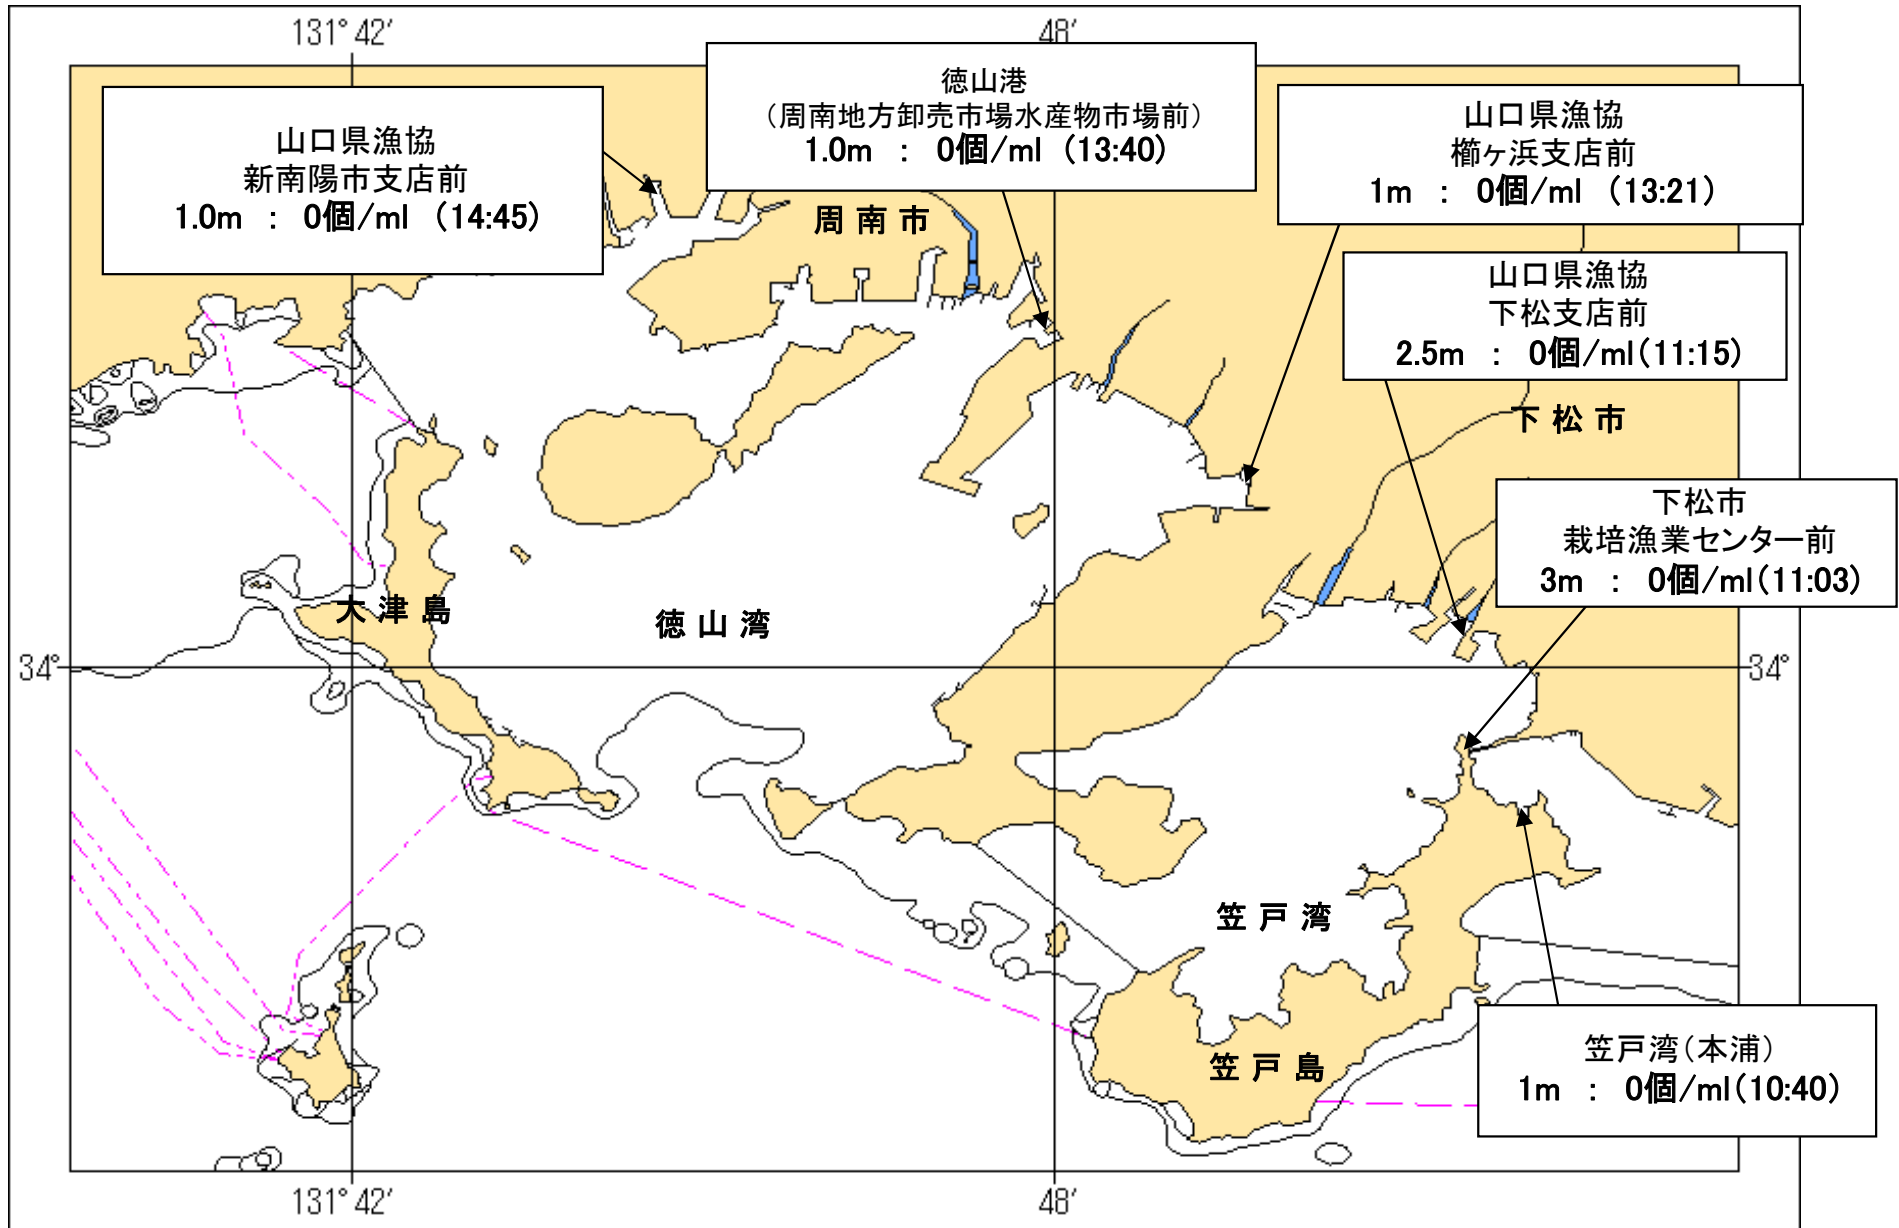 131°42′
48′
山口県漁協
新南陽市支店前
1.0m ： 0個/ml （14:45）
徳山港
（周南地方卸売市場水産物市場前）
1.0m ： 0個/ml （13:40）
山口県漁協
櫛ヶ浜支店前
1m ： 0個/ml （13:21）
周南市
山口県漁協
下松支店前
2.5m ： 0個/ml（11:15）
下松市
下松市
栽培漁業センター前
3m ： 0個/ml（11:03）
大津島
徳山湾
34°
34°
笠戸湾
笠戸島
笠戸湾（本浦）
1m ： 0個/ml（10:40）
131°42′
48′